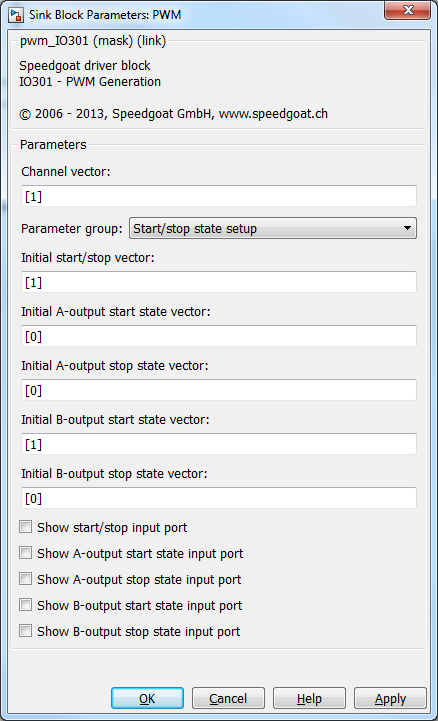 Sink Block Parameters: PWM
pwm_IO301 (mask) (link)
Speedgoat driver block
IO301 - PWM Generation
© 2006 - 2013, Speedgoat GmbH, www.speedgoat.ch
Parameters
Channel vector:
[1]
Parameter group: Start/stop state setup
Initial start/stop vector:
[1]
Initial A-output start state vector:
[0]
Initial A-output stop state vector:
[0]
Initial B-output start state vector:
[1]
Initial B-output stop state vector:
[0]
Show start/stop input port
Show A-output start state input port
Show A-output stop state input port
Show B-output start state input port
Show B-output stop state input port
OK Cancel Help Apply